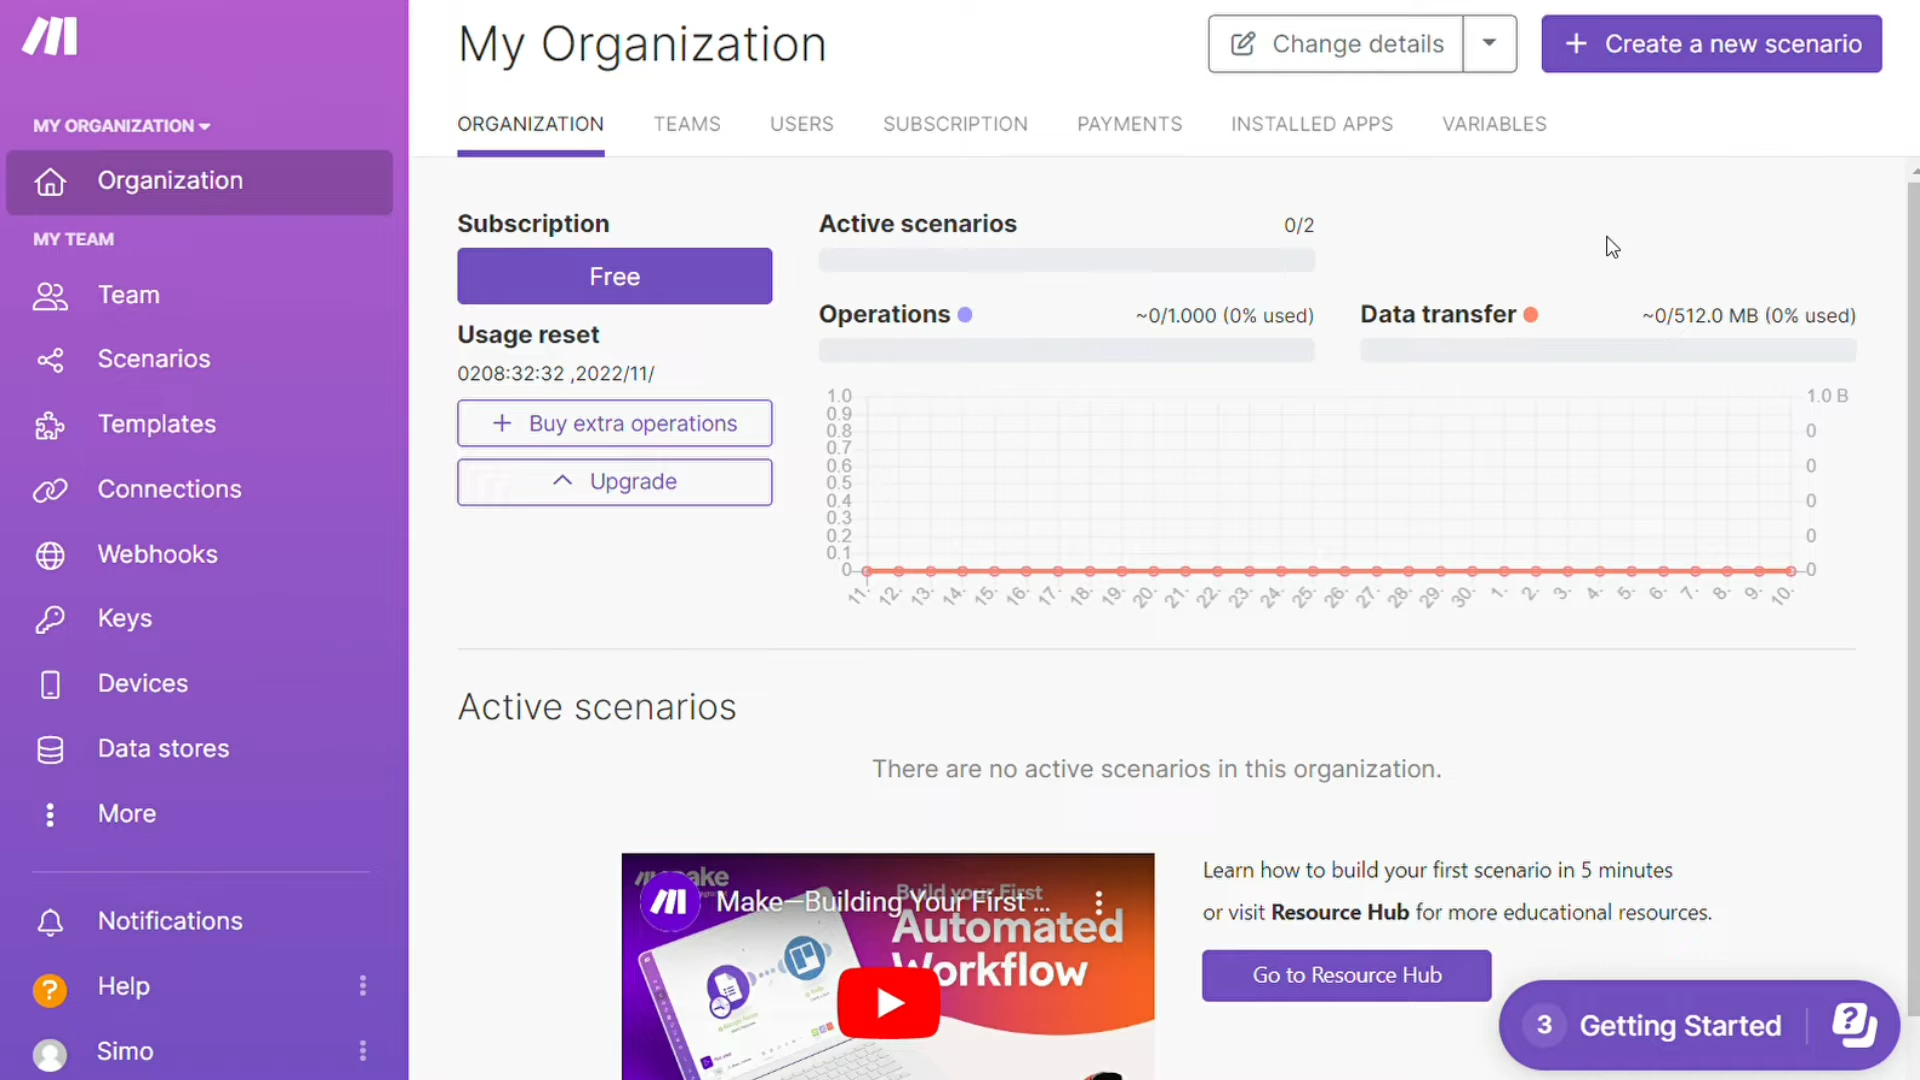 MY ORGANIZATION
Organization
MY TEAM
Team
Scenarios
Templates
Connections
Webhooks
Keys
Devices
Data stores
More
Notifications
? Help
Simo
My Organization
Change details
+ Create a new scenario
ORGANIZATION TEAMS USERS SUBSCRIPTION PAYMENTS INSTALLED APPS VARIABLES
Subscription
Free
Usage reset
0208:32:32 ,2022/11/
+ Buy extra operations
Upgrade
Active scenarios 0/2
Operations ~0/1.000 (0% used)
Data transfer ~0/512.0 MB (0% used)
1.0 1.0 B
0.9
0.8 0
0.7
0.6 0
0.5
0.4 0
0.3
0.2 0
0.1
0 0
11. 12. 13. 14. 15. 16. 17. 18. 19. 20. 21. 22. 23. 24. 25. 26. 27. 28. 29. 30. 1. 2. 3. 4. 5. 6. 7. 8. 9. 10.
Active scenarios
There are no active scenarios in this organization.
Make—Building Your First ...
Build your First
Automated
Workflow
Learn how to build your first scenario in 5 minutes
or visit Resource Hub for more educational resources.
Go to Resource Hub
3 Getting Started ?